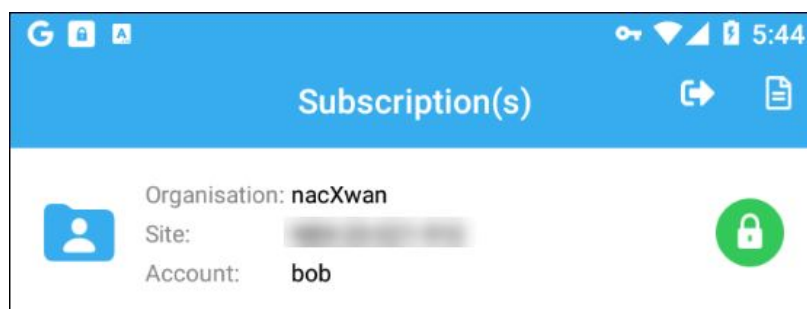 G A 5:44
Subscription(s)
Organisation: nacXwan
Site:
Account: bob